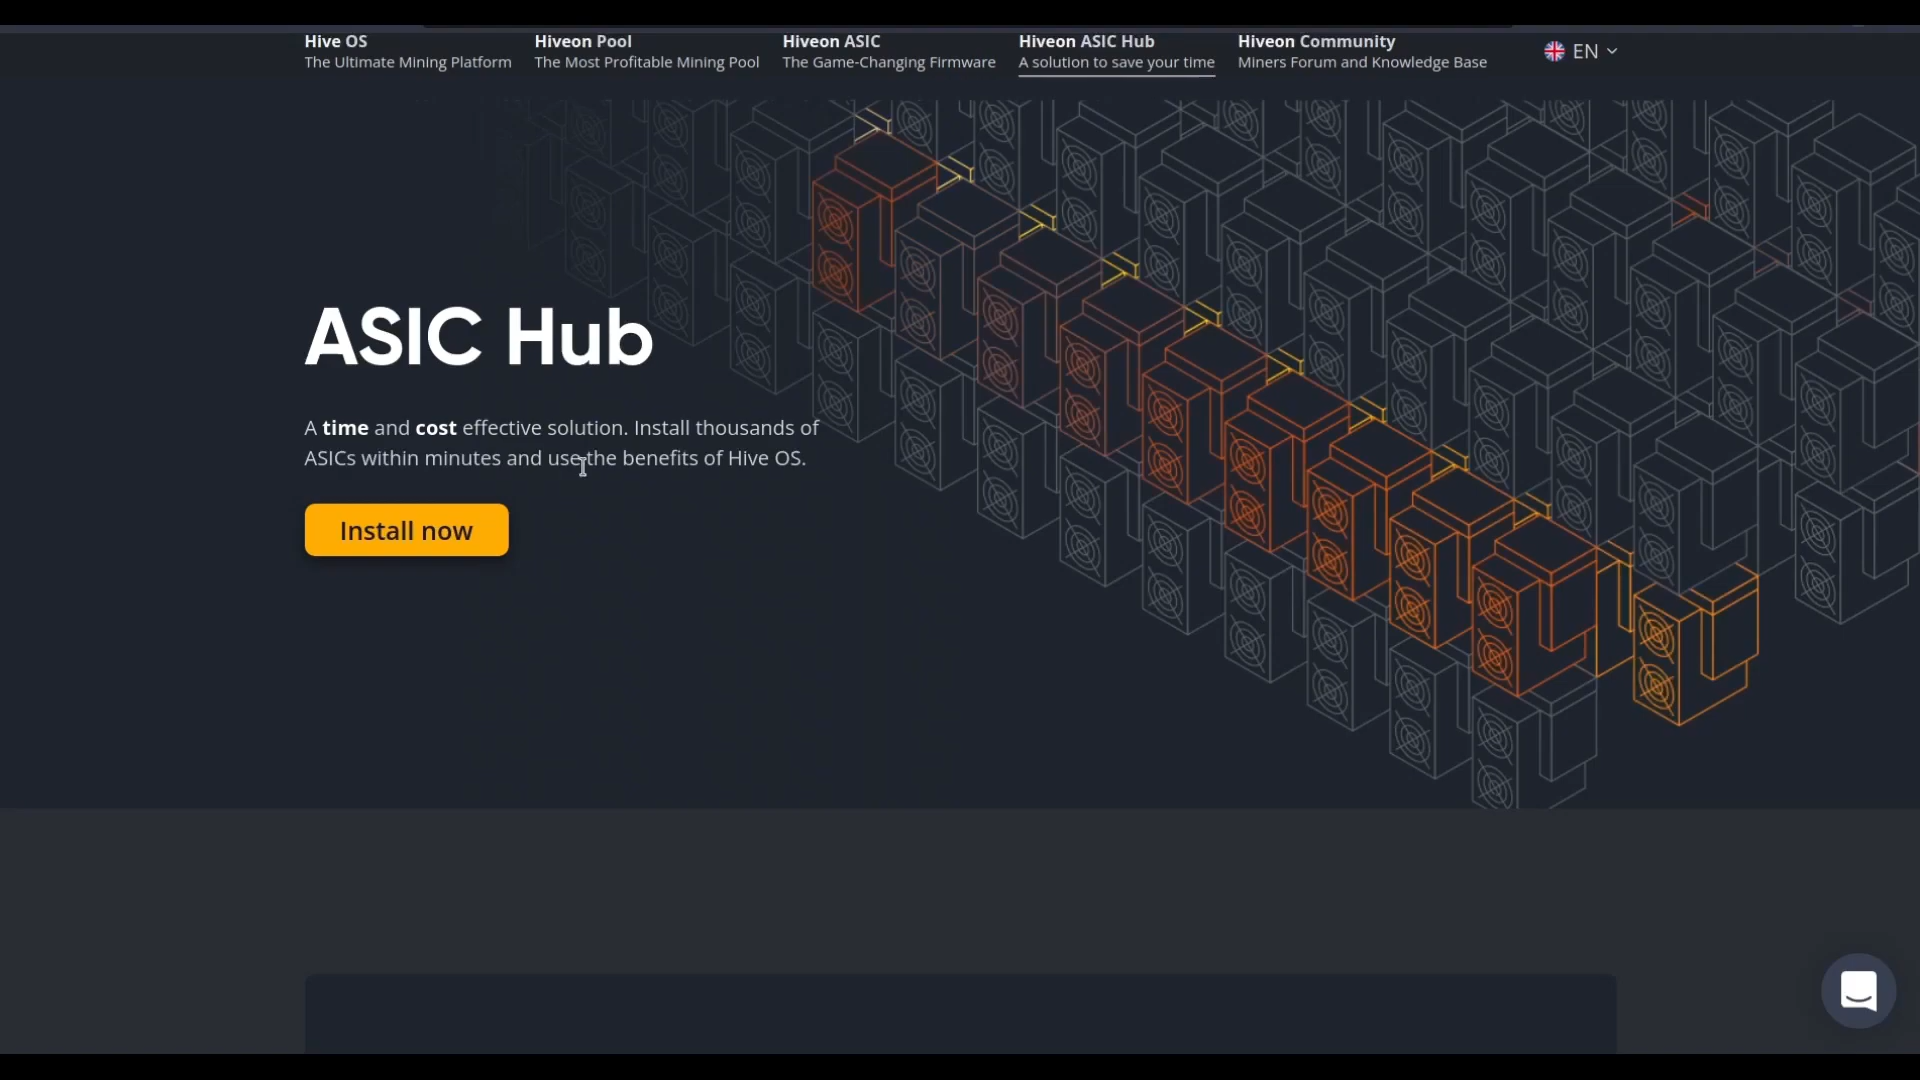 Hive OS
The Ultimate Mining Platform
Hiveon Pool
The Most Profitable Mining Pool
Hiveon ASIC
The Game-Changing Firmware
Hiveon ASIC Hub
A solution to save your time
Hiveon Community
Miners Forum and Knowledge Base
EN
ASIC Hub
A time and cost effective solution. Install thousands of
ASICs within minutes and use the benefits of Hive OS.
Install now